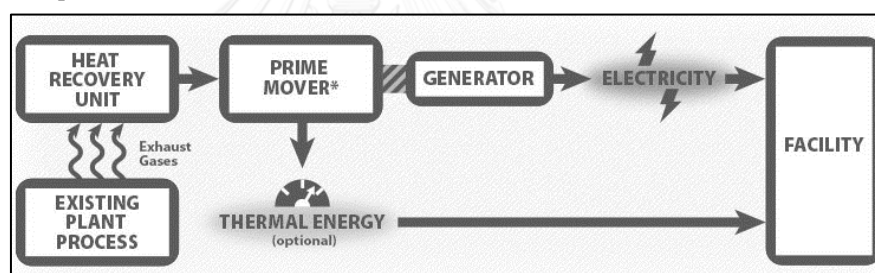 HEAT
RECOVERY
UNIT
PRIME
MOVER*
GENERATOR
ELECTRICITY
FACILITY
Exhaust
Gases
EXISTING
PLANT
PROCESS
THERMAL ENERGY
(optional)